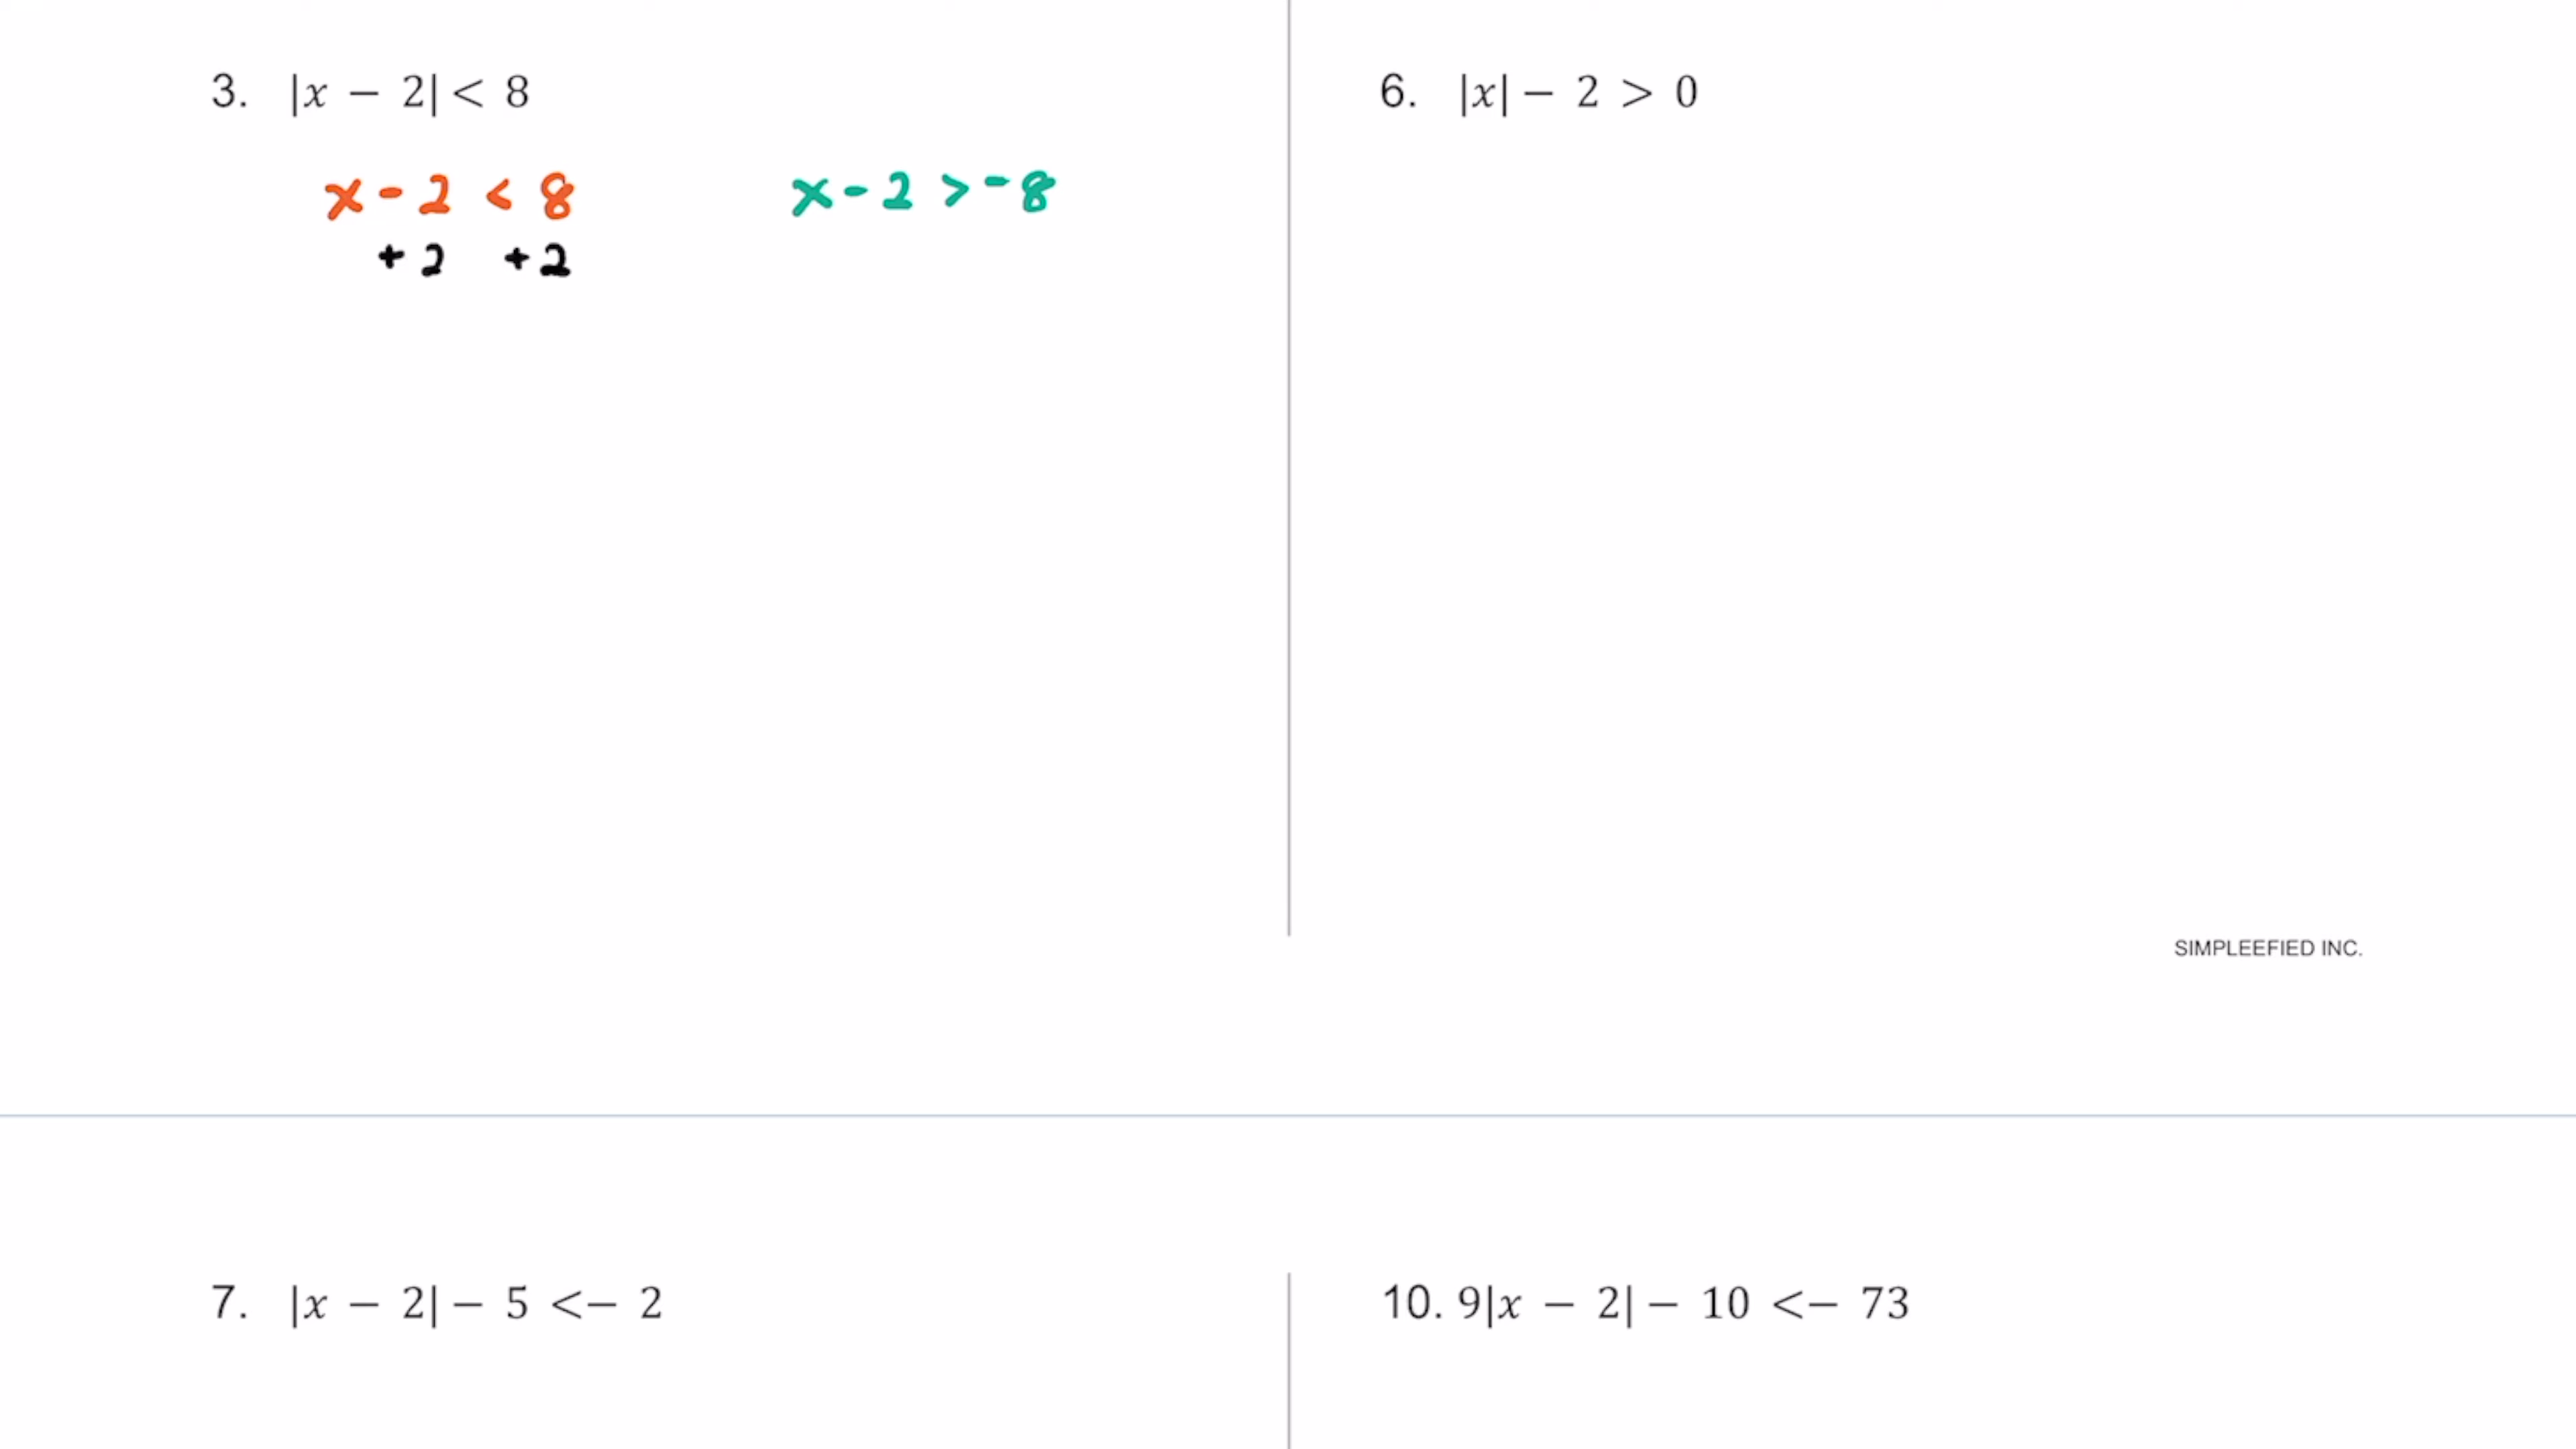 3. |x − 2| < 8
x - 2 < 8
x - 2 > -8
+ 2 + 2
6. |x| − 2 > 0
SIMPLEEFIED INC.
7. |x − 2| − 5 <− 2
10. 9|x − 2| − 10 <− 73